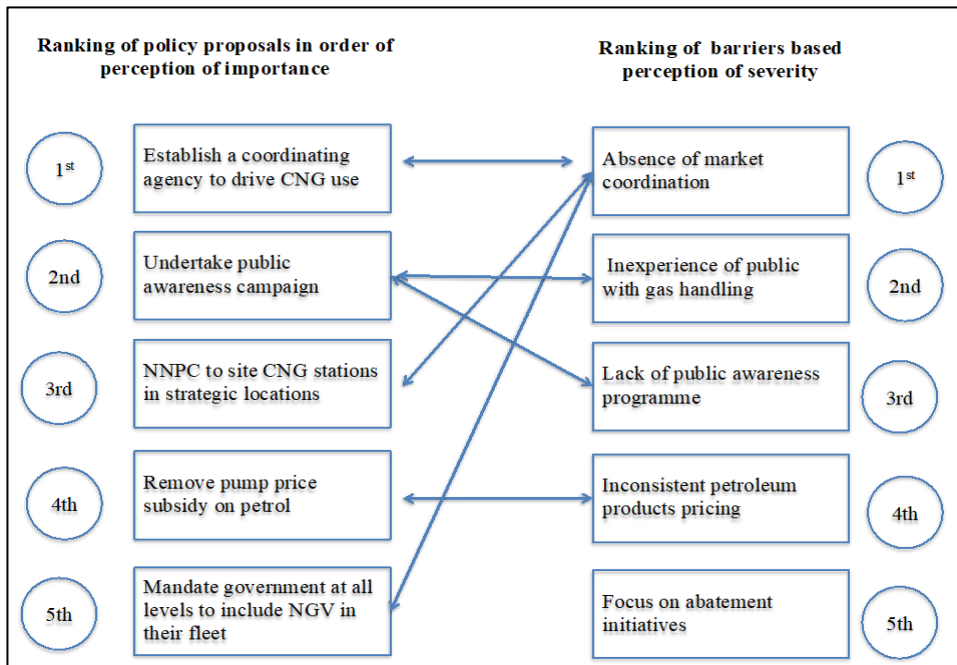 Ranking of policy proposals in order of
perception of importance
Ranking of barriers based
perception of severity
1st
Establish a coordinating
agency to drive CNG use
Absence of market
coordination
1st
2nd
Undertake public
awareness campaign
Inexperience of public
with gas handling
2nd
3rd
NNPC to site CNG stations
in strategic locations
Lack of public awareness
programme
3rd
4th
Remove pump price
subsidy on petrol
Inconsistent petroleum
products pricing
4th
5th
Mandate government at all
levels to include NGV in
their fleet
Focus on abatement
initiatives
5th